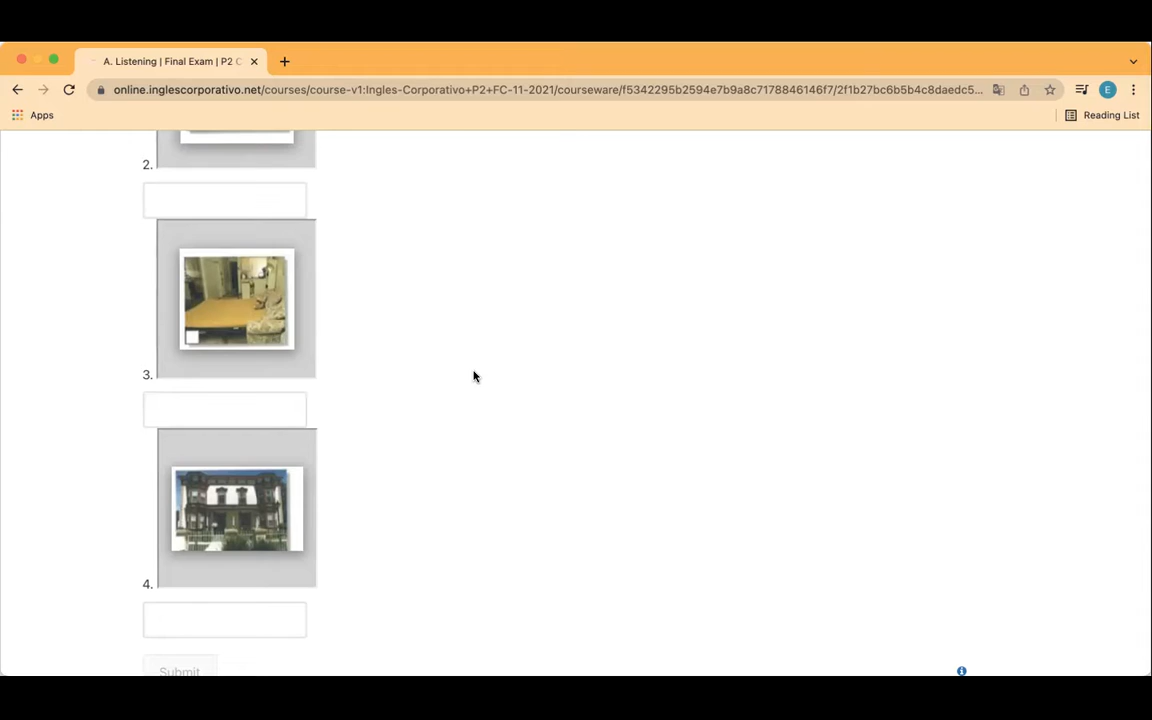 A. Listening | Final Exam | P2 C
online.inglescorporativo.net/courses/course-v1:Ingles-Corporativo+P2+FC-11-2021/courseware/f5342295b2594e7b9a8c7178846146f7/2f1b27bc6b5b4c8daedc5...
E
Apps
Reading List
2.
3.
4.
Submit